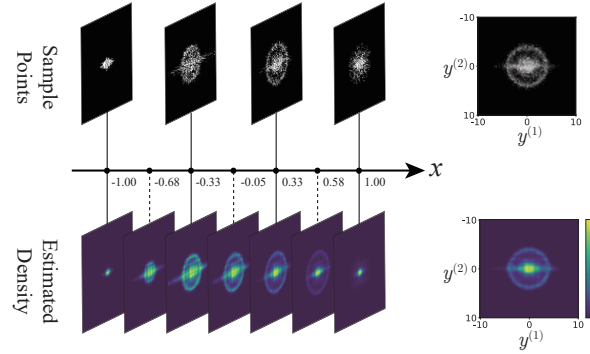 Sample
Points
-10
y^(2) 0
10
-10 0 10
y^(1)
x
-1.00 -0.68 -0.33 -0.05 0.33 0.58 1.00
Estimated
Density
-10
y^(2) 0
10
-10 0 10
y^(1)